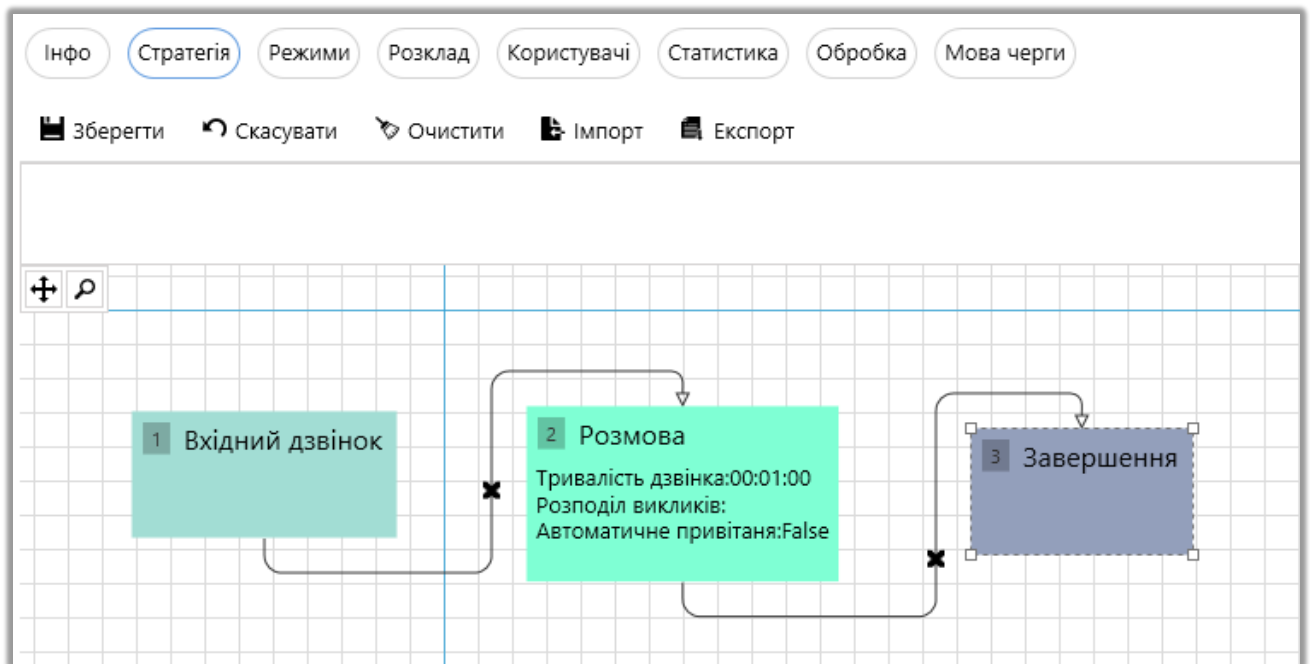 Інфо Стратегія Режими Розклад Користувачі Статистика Обробка Мова черги
Зберегти Скасувати Очистити Імпорт Експорт
1 Вхідний дзвінок
2 Розмова
Тривалість дзвінка:00:01:00
Розподіл викликів:
Автоматичне привітаня:False
3 Завершення